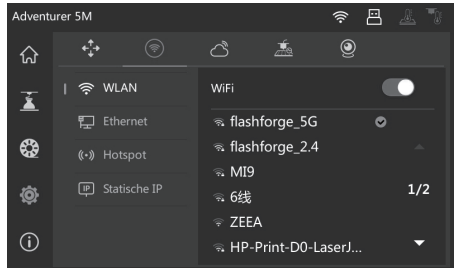 Adventurer 5M
WLAN
WiFi
Ethernet
flashforge_5G
flashforge_2.4
Hotspot
MI9
IP
Statische IP
1/2
6线
ZEEA
HP-Print-D0-LaserJ...